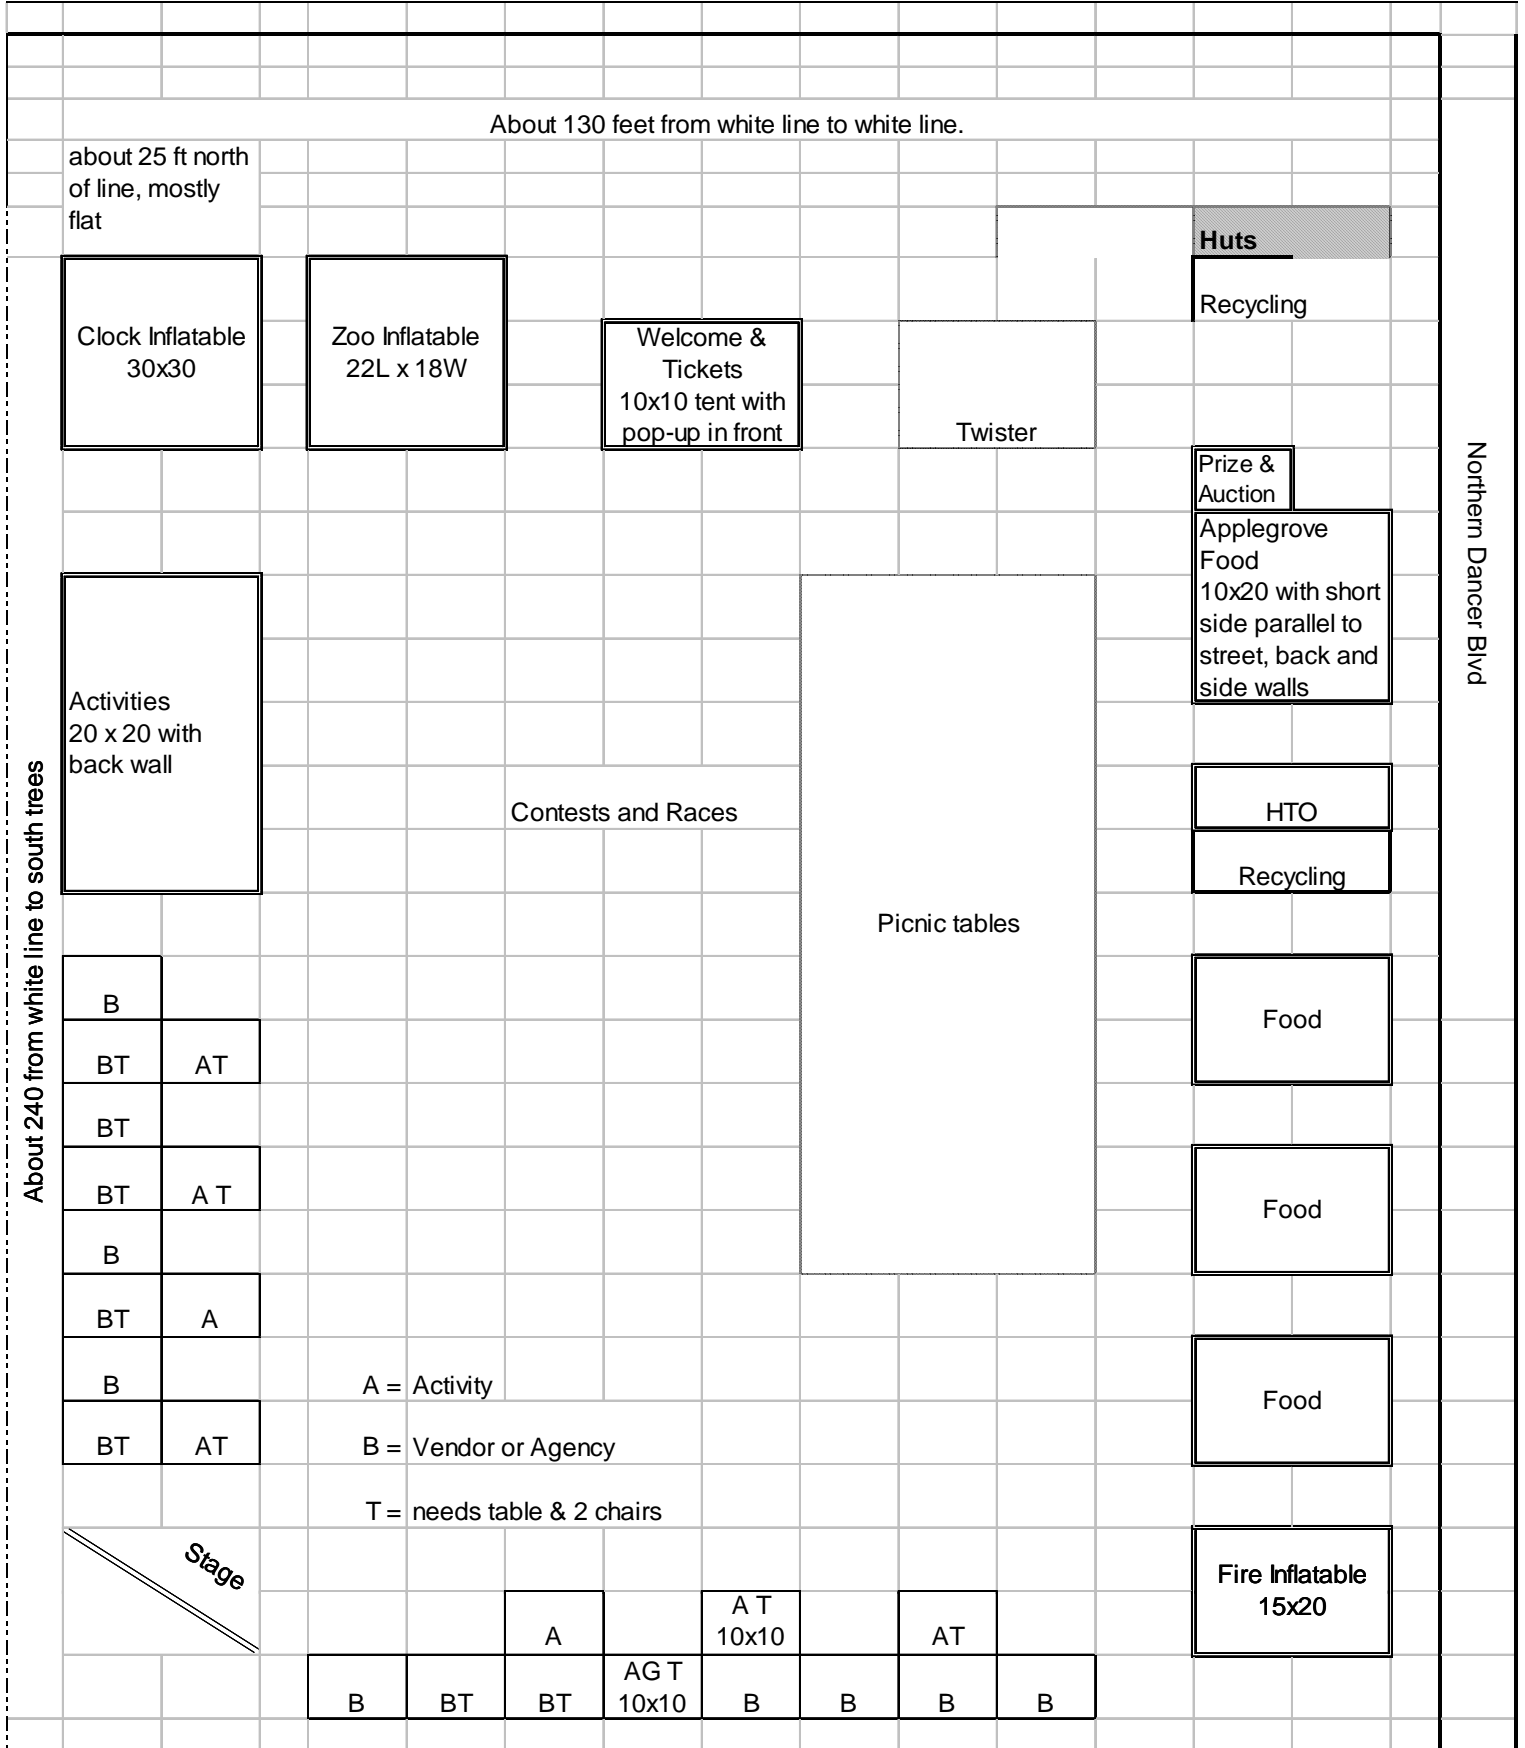 About 130 feet from white line to white line.
about 25 ft north
of line, mostly
flat
Huts
Recycling
Clock Inflatable
30x30
Zoo Inflatable
22L x 18W
Welcome &
Tickets
10x10 tent with
pop-up in front
Twister
Prize &
Auction
Applegrove
Food
10x20 with short
side parallel to
street, back and
side walls
Northern Dancer Blvd
Activities
20 x 20 with
back wall
About 240 from white line to south trees
Contests and Races
HTO
Recycling
Picnic tables
B
Food
BT AT
BT
BT A T
Food
B
BT A
B
A = Activity
Food
BT AT
B = Vendor or Agency
T = needs table & 2 chairs
Stage
Fire Inflatable
15x20
A
A T
10x10
AT
B BT BT
AG T
10x10
B B B B